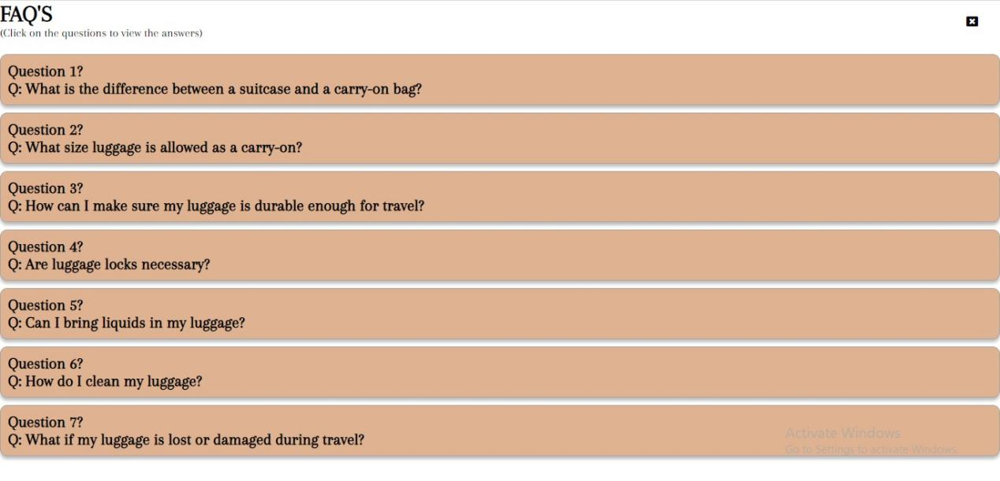 FAQ'S
(Click on the questions to view the answers)
Question 1?
Q: What is the difference between a suitcase and a carry-on bag?
Question 2?
Q: What size luggage is allowed as a carry-on?
Question 3?
Q: How can I make sure my luggage is durable enough for travel?
Question 4?
Q: Are luggage locks necessary?
Question 5?
Q: Can I bring liquids in my luggage?
Question 6?
Q: How do I clean my luggage?
Question 7?
Q: What if my luggage is lost or damaged during travel?
Activate Windows
Go to Settings to activate Windows.